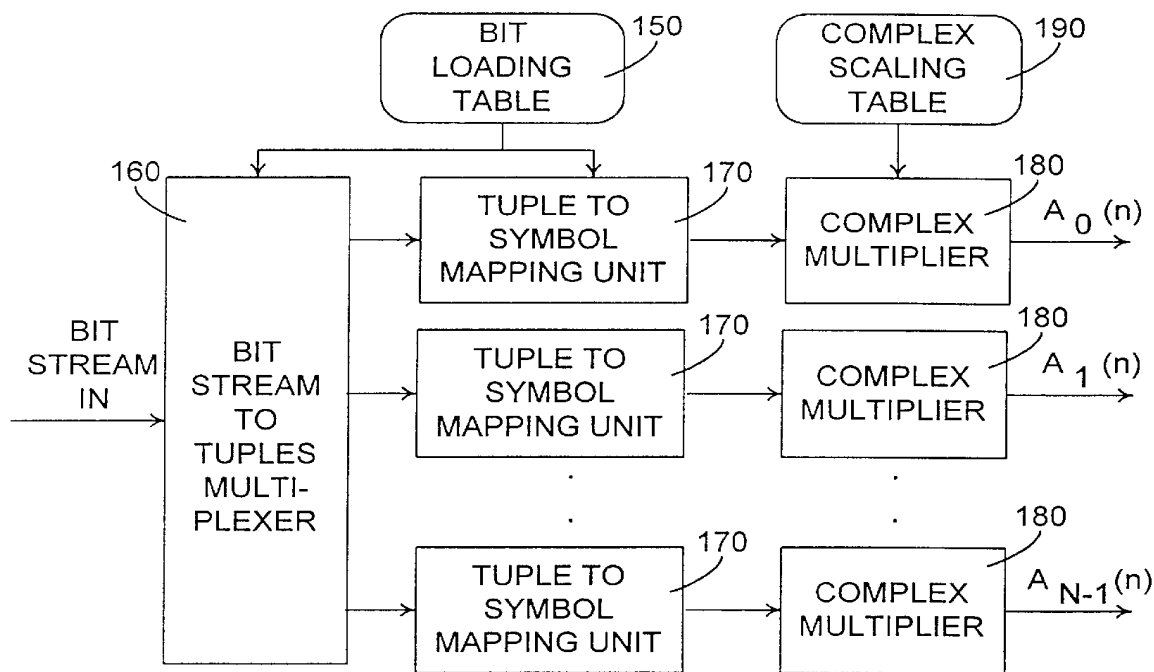 BIT
LOADING
TABLE
150
COMPLEX
SCALING
TABLE
190
160
TUPLE TO
SYMBOL
MAPPING UNIT
170
COMPLEX
MULTIPLIER
180
A 0 (n)
BIT
STREAM
IN
BIT
STREAM
TO
TUPLES
MULTI-
PLEXER
TUPLE TO
SYMBOL
MAPPING UNIT
170
COMPLEX
MULTIPLIER
180
A 1 (n)
TUPLE TO
SYMBOL
MAPPING UNIT
170
COMPLEX
MULTIPLIER
180
A N-1 (n)